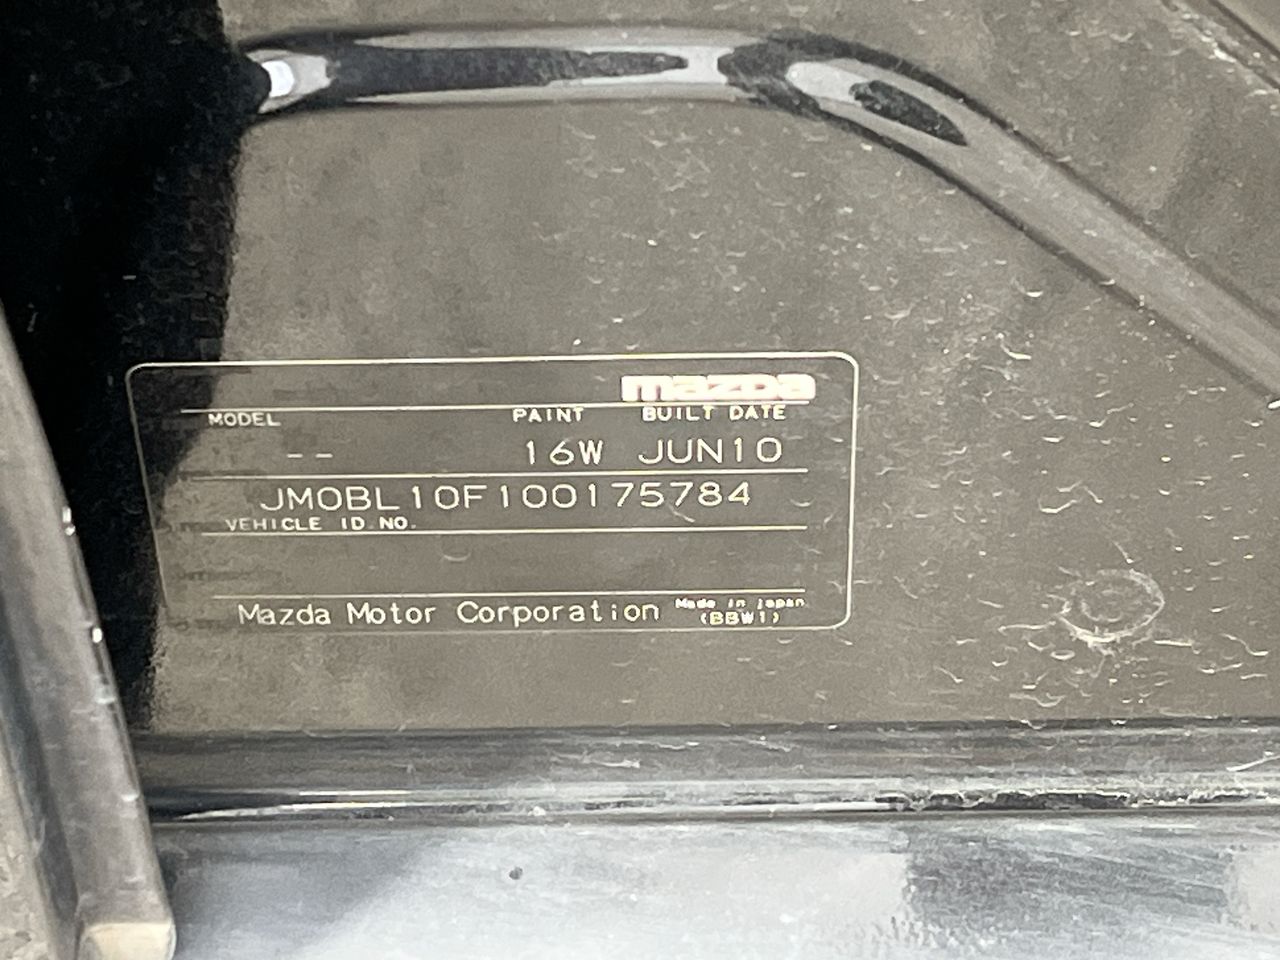 mazda
MODEL PAINT BUILT DATE
-- 16W JUN10
JM0BL10F100175784
VEHICLE ID.NO.
Mazda Motor Corporation Made in Japan
(BBW1)